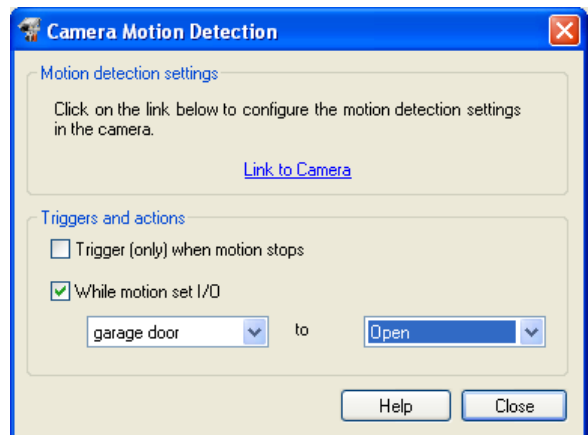 Camera Motion Detection
Motion detection settings
Click on the link below to configure the motion detection settings
in the camera.
Link to Camera
Triggers and actions
Trigger (only) when motion stops
While motion set I/O
garage door to Open
Help Close